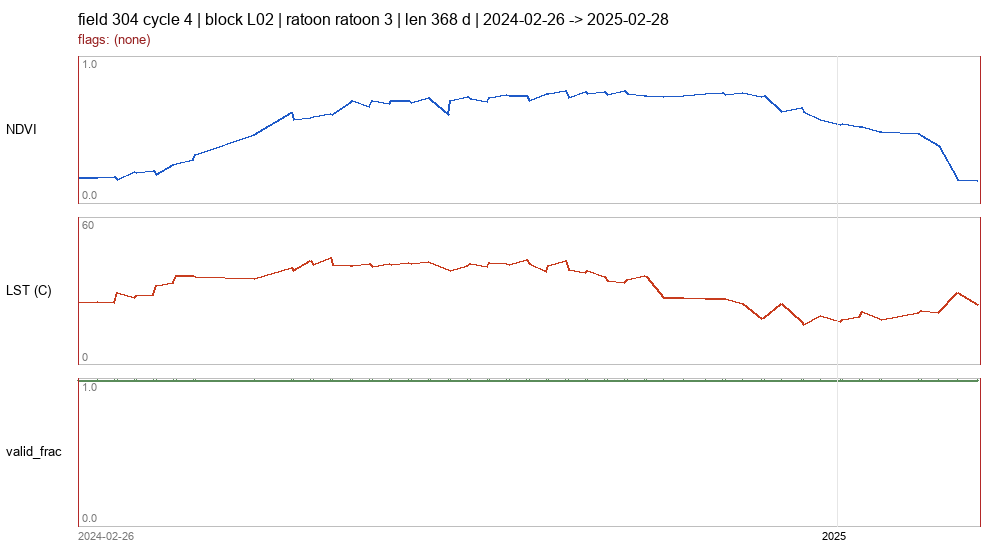 field 304 cycle 4 | block L02 | ratoon ratoon 3 | len 368 d | 2024-02-26 -> 2025-02-28
flags: (none)
1.0
NDVI
0.0
60
LST (C)
0
1.0
valid_frac
0.0
2024-02-26
2025